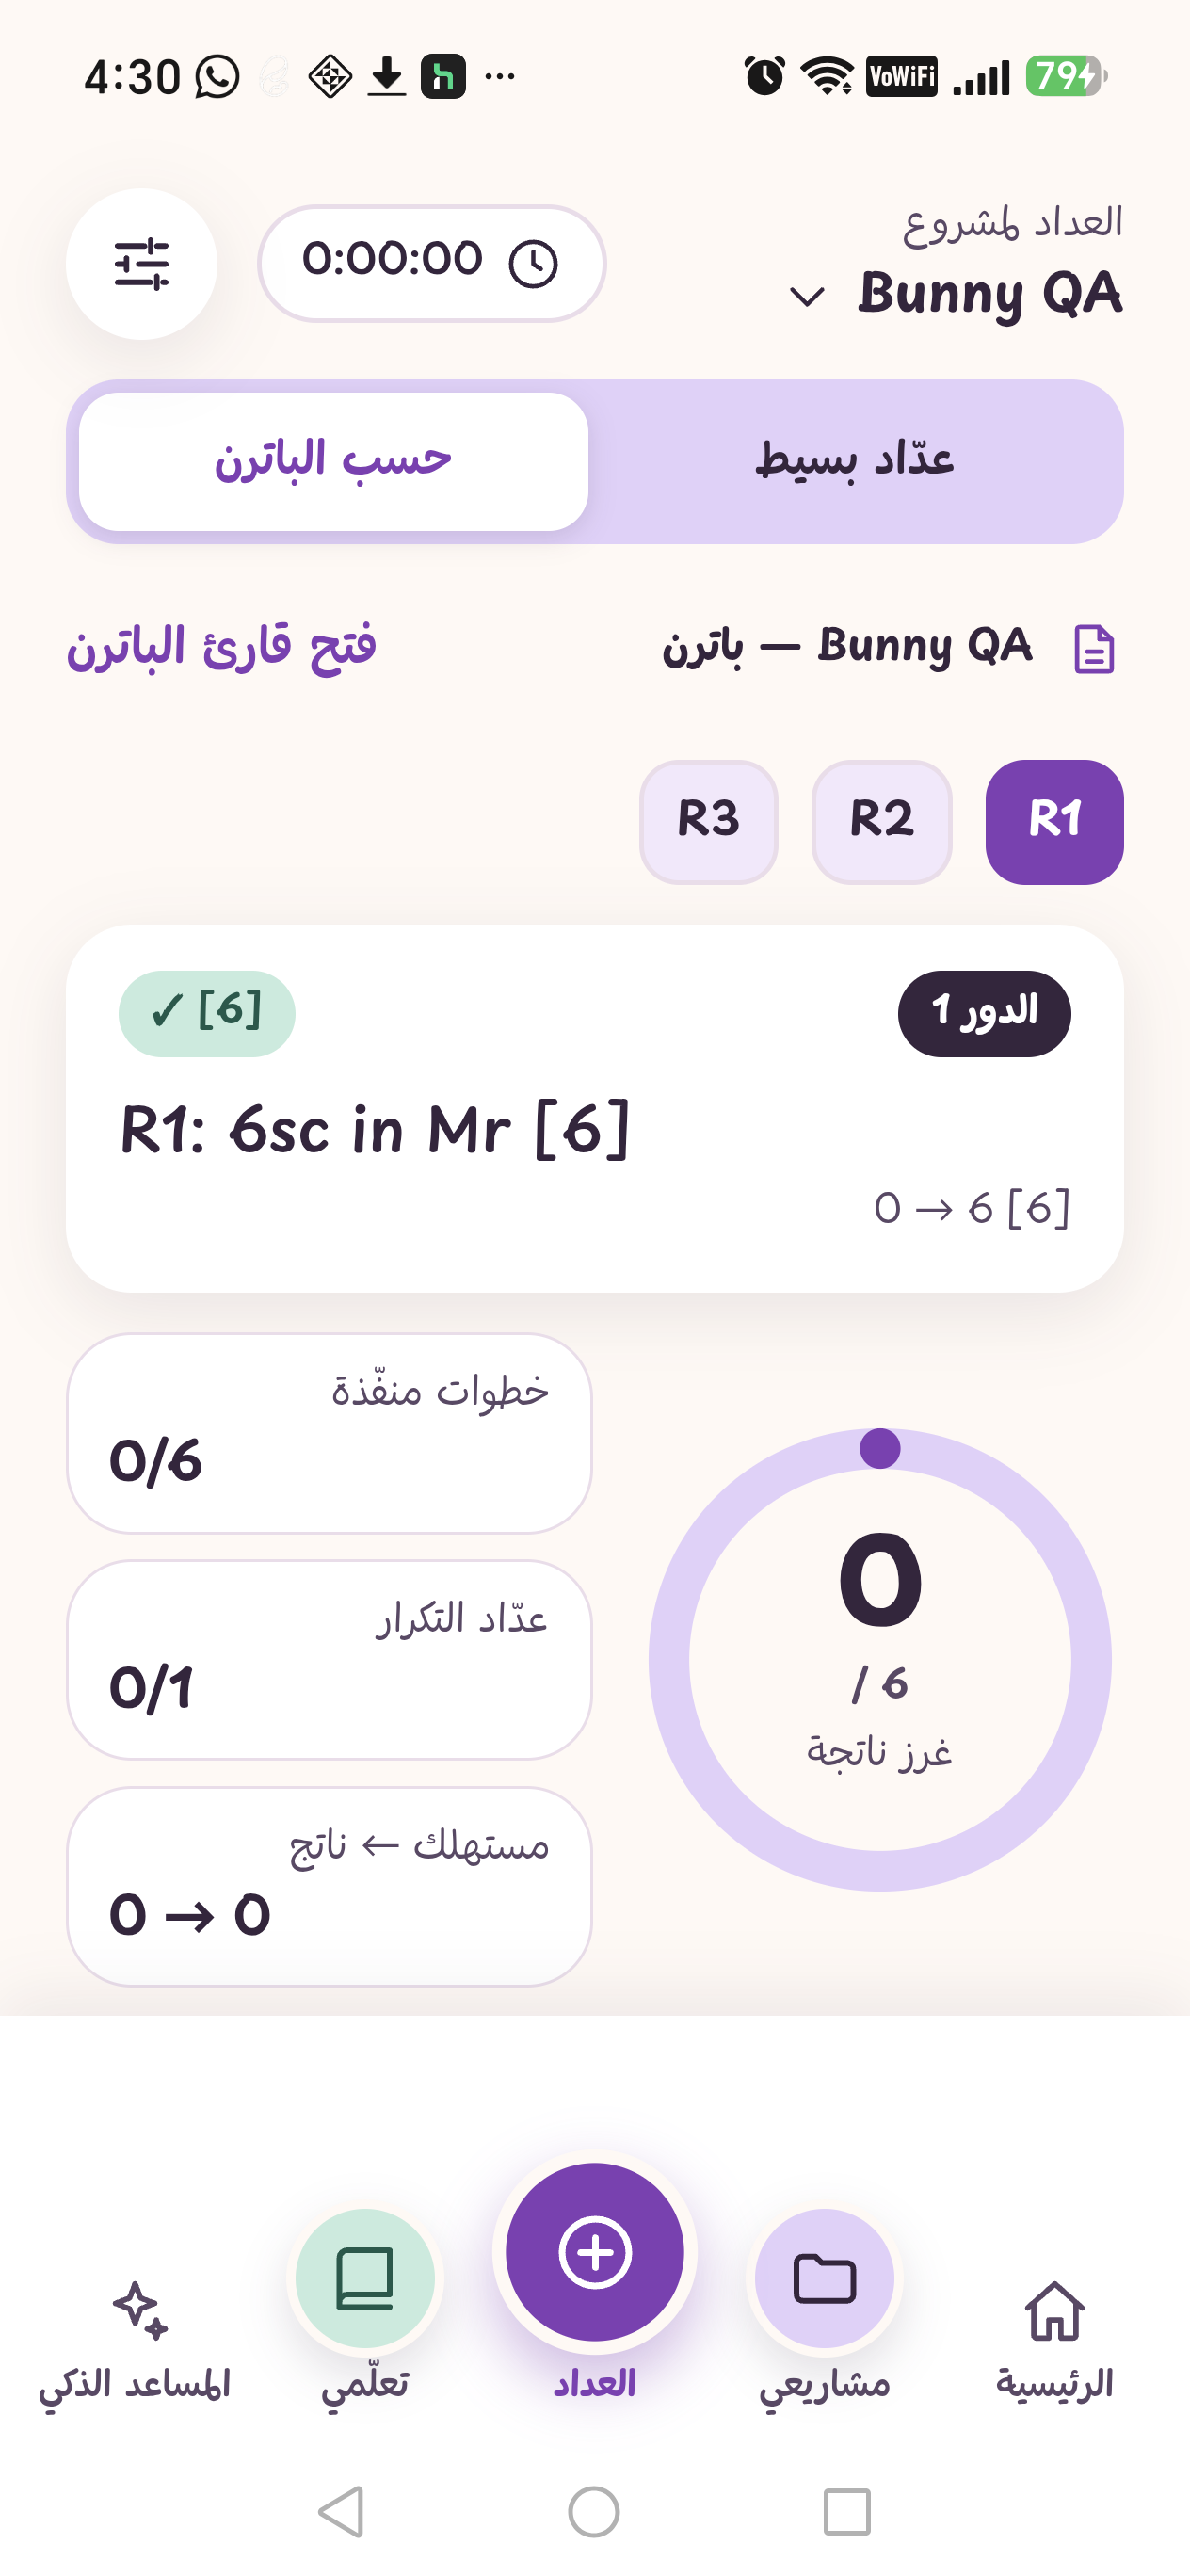 4:30
VoWiFi
79
العداد لمشروع
Bunny QA
0:00:00
عدّاد بسيط
حسب الباترن
Bunny QA — باترن
فتح قارئ الباترن
R1
R2
R3
الدور 1
[6] ✓
R1: 6sc in Mr [6]
0 → 6 [6]
خطوات منفّذة
0/6
عدّاد التكرار
0/1
مستهلك ← ناتج
0 → 0
0
/ 6
غرز ناتجة
الرئيسية
مشاريعي
العداد
تعلّمي
المساعد الذكي